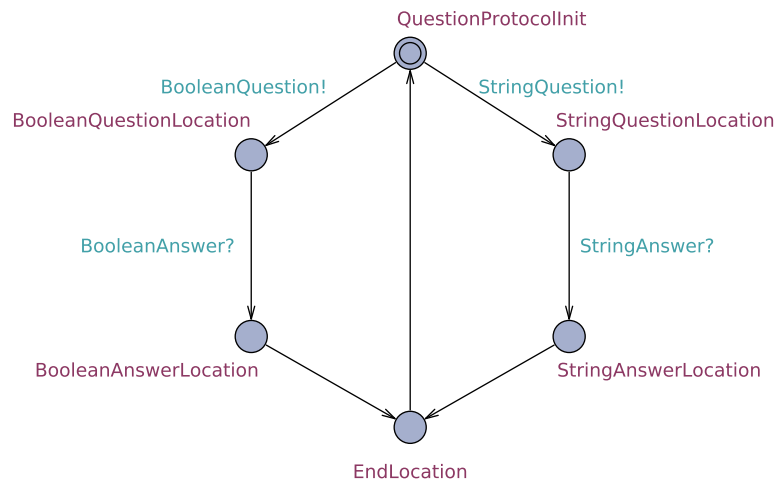 QuestionProtocolInit
BooleanQuestion!
StringQuestion!
BooleanQuestionLocation
StringQuestionLocation
BooleanAnswer?
StringAnswer?
BooleanAnswerLocation
StringAnswerLocation
EndLocation